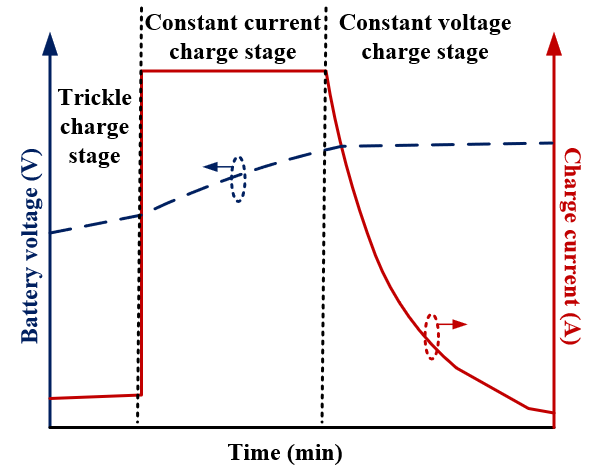 Constant current
charge stage
Constant voltage
charge stage
Trickle
charge
stage
Battery voltage (V)
Charge current (A)
Time (min)